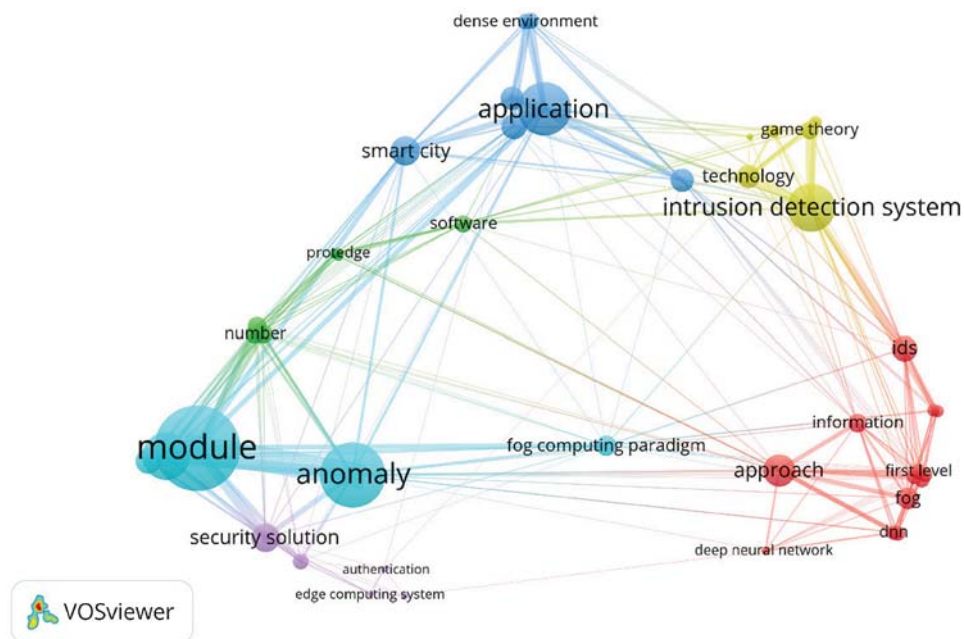 dense environment
application
game theory
smart city
technology
intrusion detection system
software
protedge
number
ids
information
module
fog computing paradigm
anomaly
approach
first level
fog
security solution
dnn
deep neural network
authentication
edge computing system
VOSviewer